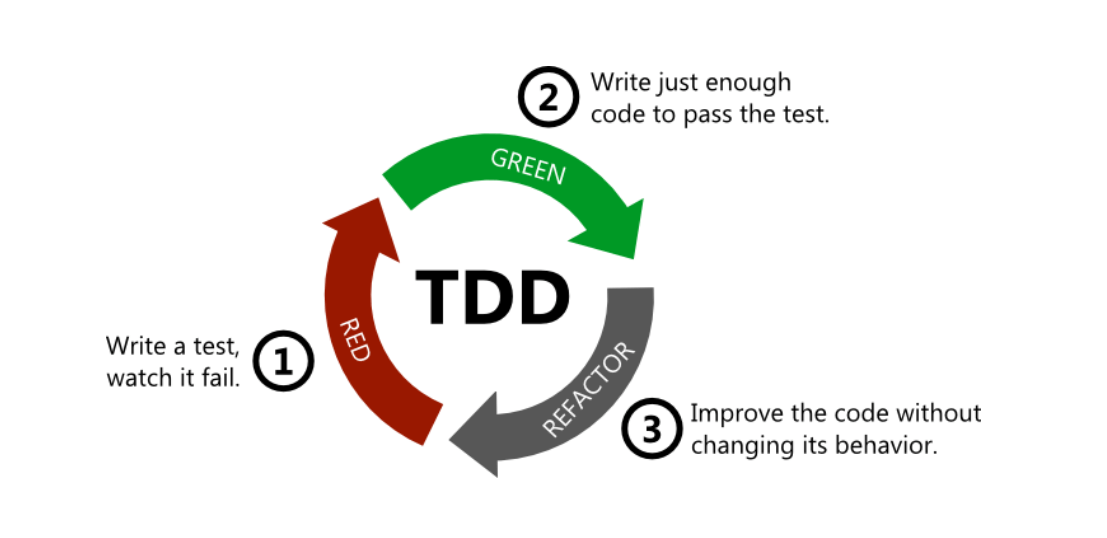 2
Write just enough
code to pass the test.
GREEN
TDD
RED
Write a test,
watch it fail.
1
REFACTOR
3
Improve the code without
changing its behavior.